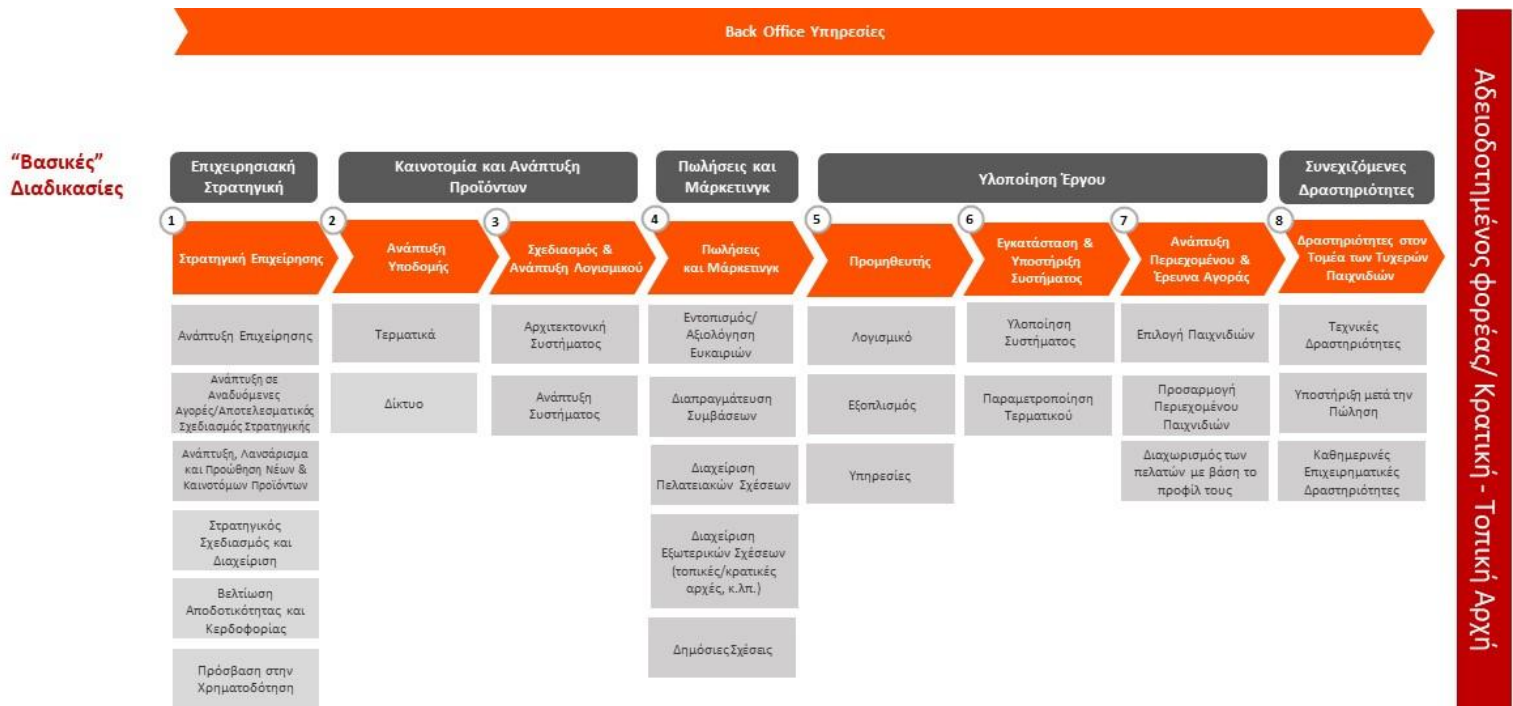 Back Office Υπηρεσίες
“Βασικές”
Διαδικασίες
Επιχειρησιακή
Στρατηγική
Καινοτομία και Ανάπτυξη
Προϊόντων
Πωλήσεις και
Μάρκετινγκ
Υλοποίηση Έργου
Συνεχιζόμενες
Δραστηριότητες
1
Στρατηγική Επιχείρησης
2
Ανάπτυξη
Υποδομής
3
Σχεδιασμός &
Ανάπτυξη Λογισμικού
4
Πωλήσεις
και Μάρκετινγκ
5
Προμηθευτής
6
Εγκατάσταση &
Υποστήριξη
Συστήματος
7
Ανάπτυξη
Περιεχομένου &
Έρευνα Αγοράς
8
Δραστηριότητες στον
Τομέα των Τυχερών
Παιχνιδιών
Ανάπτυξη Επιχείρησης
Ανάπτυξη σε
Αναδυόμενες
Αγορές/Αποτελεσματικός
Σχεδιασμός Στρατηγικής
Ανάπτυξη, Λανσάρισμα
και Προώθηση Νέων &
Καινοτόμων Προϊόντων
Στρατηγικός
Σχεδιασμός και
Διαχείριση
Βελτίωση
Αποδοτικότητας και
Κερδοφορίας
Πρόσβαση στην
Χρηματοδότηση
Τερματικά
Δίκτυο
Αρχιτεκτονική
Συστήματος
Ανάπτυξη
Συστήματος
Εντοπισμός/
Αξιολόγηση
Ευκαιριών
Διαπραγμάτευση
Συμβάσεων
Διαχείριση
Πελατειακών Σχέσεων
Διαχείριση
Εξωτερικών Σχέσεων
(τοπικές/κρατικές
αρχές, κ.λπ.)
Δημόσιες Σχέσεις
Λογισμικό
Εξοπλισμός
Υπηρεσίες
Υλοποίηση
Συστήματος
Παραμετροποίηση
Τερματικού
Επιλογή Παιχνιδιών
Προσαρμογή
Περιεχομένου
Παιχνιδιών
Διαχωρισμός των
πελατών με βάση το
προφίλ τους
Τεχνικές
Δραστηριότητες
Υποστήριξη μετά την
Πώληση
Καθημερινές
Επιχειρηματικές
Δραστηριότητες
Αδειοδοτημένος φορέας/ Κρατική - Τοπική Αρχή